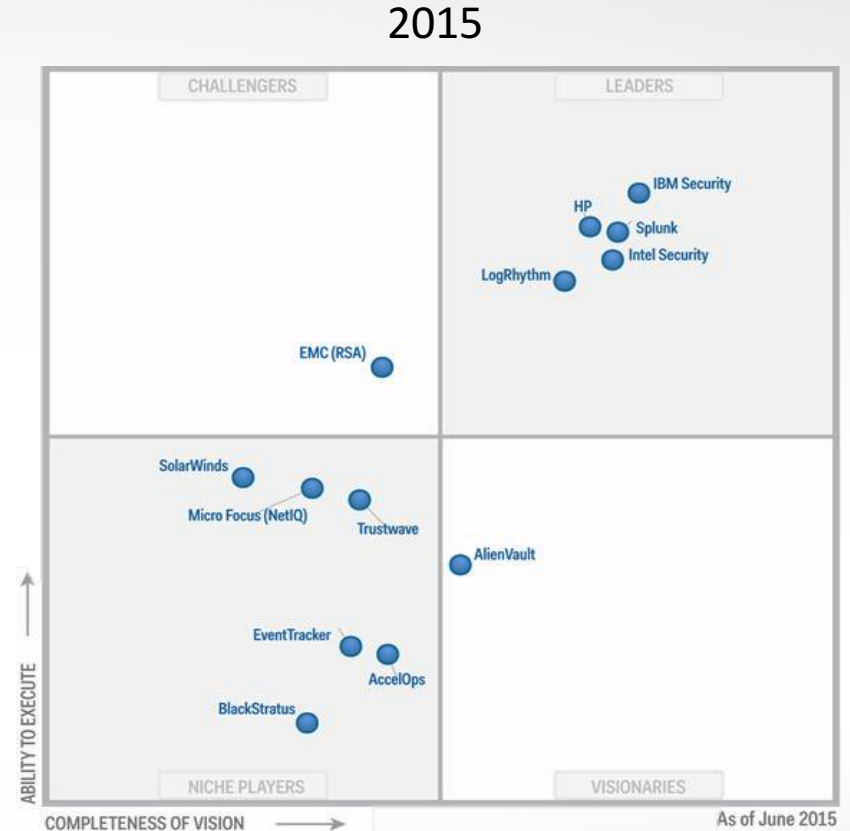 2015
CHALLENGERS
LEADERS
IBM Security
HP
Splunk
Intel Security
LogRhythm
EMC (RSA)
SolarWinds
Micro Focus (NetIQ)
Trustwave
AlienVault
EventTracker
AccelOps
BlackStratus
ABILITY TO EXECUTE
NICHE PLAYERS
VISIONARIES
COMPLETENESS OF VISION
As of June 2015